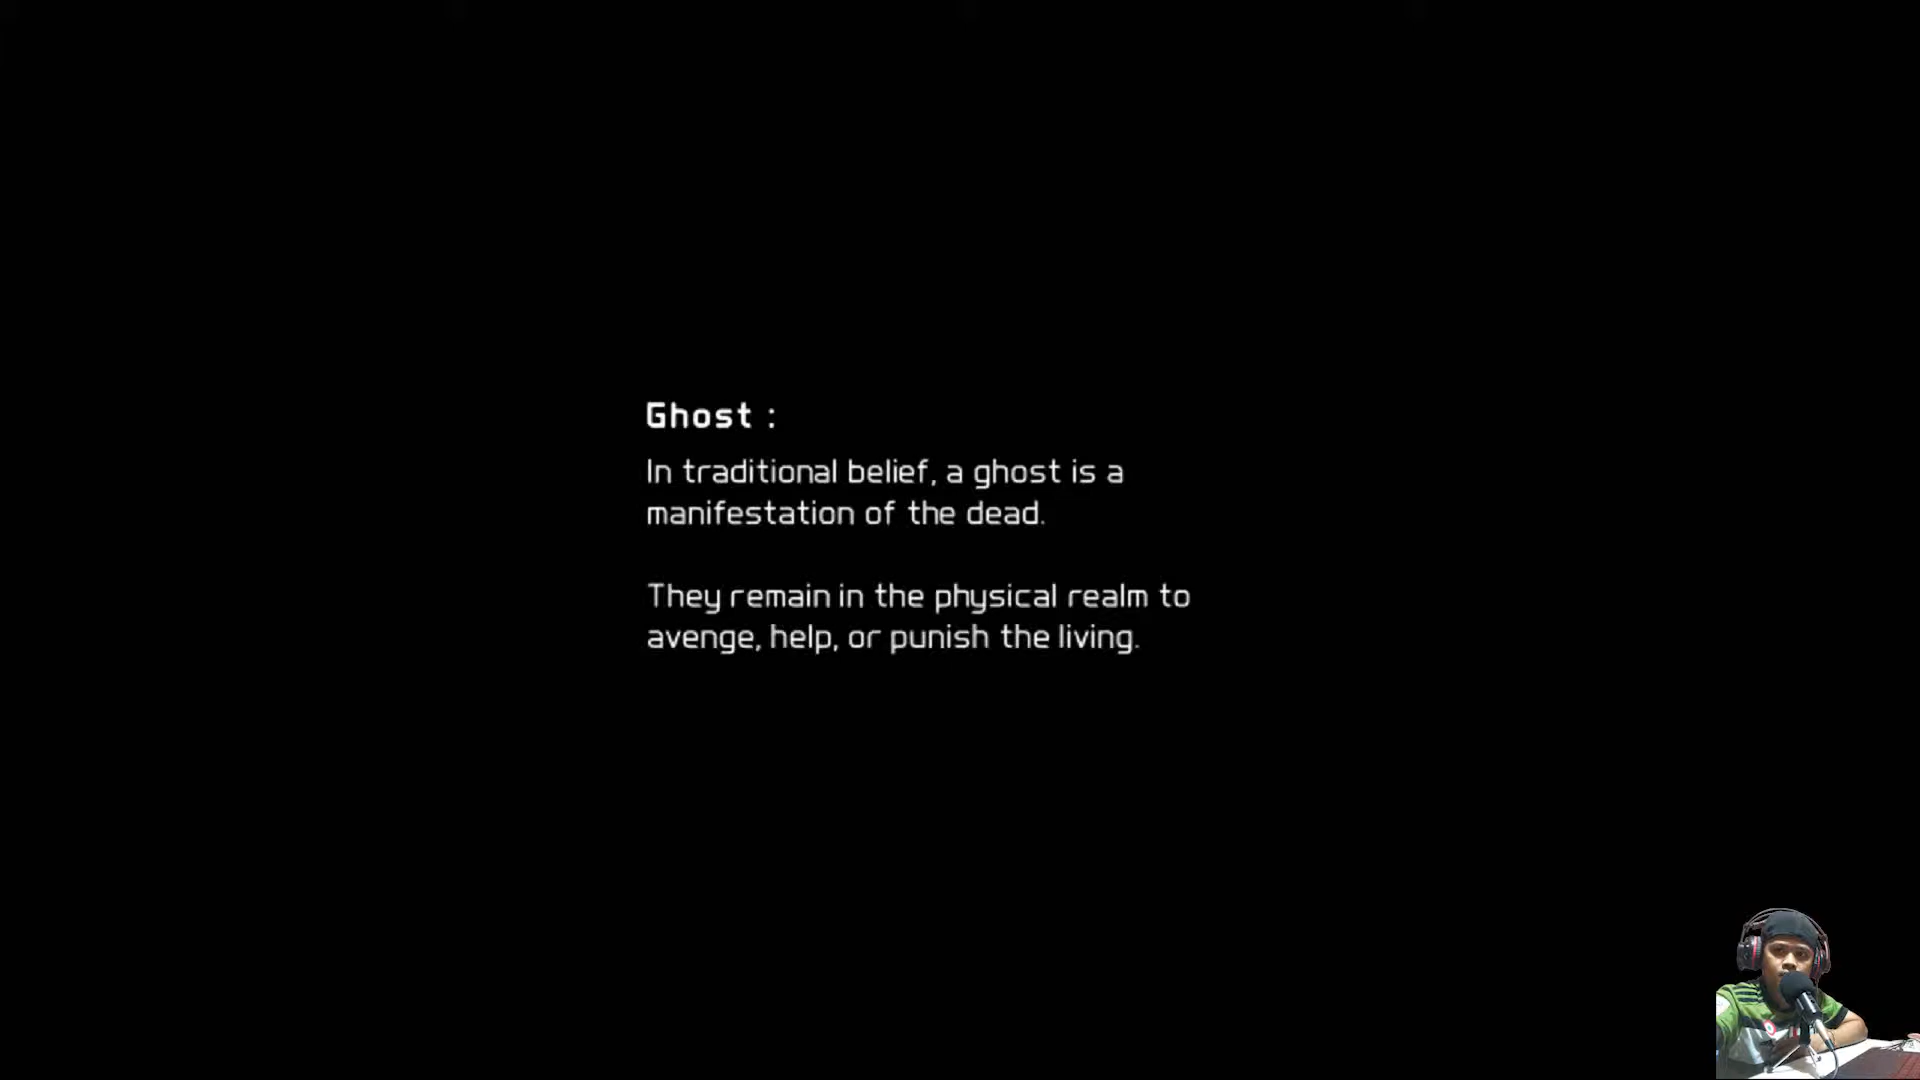 Ghost :
In traditional belief, a ghost is a
manifestation of the dead.
They remain in the physical realm to
avenge, help, or punish the living.